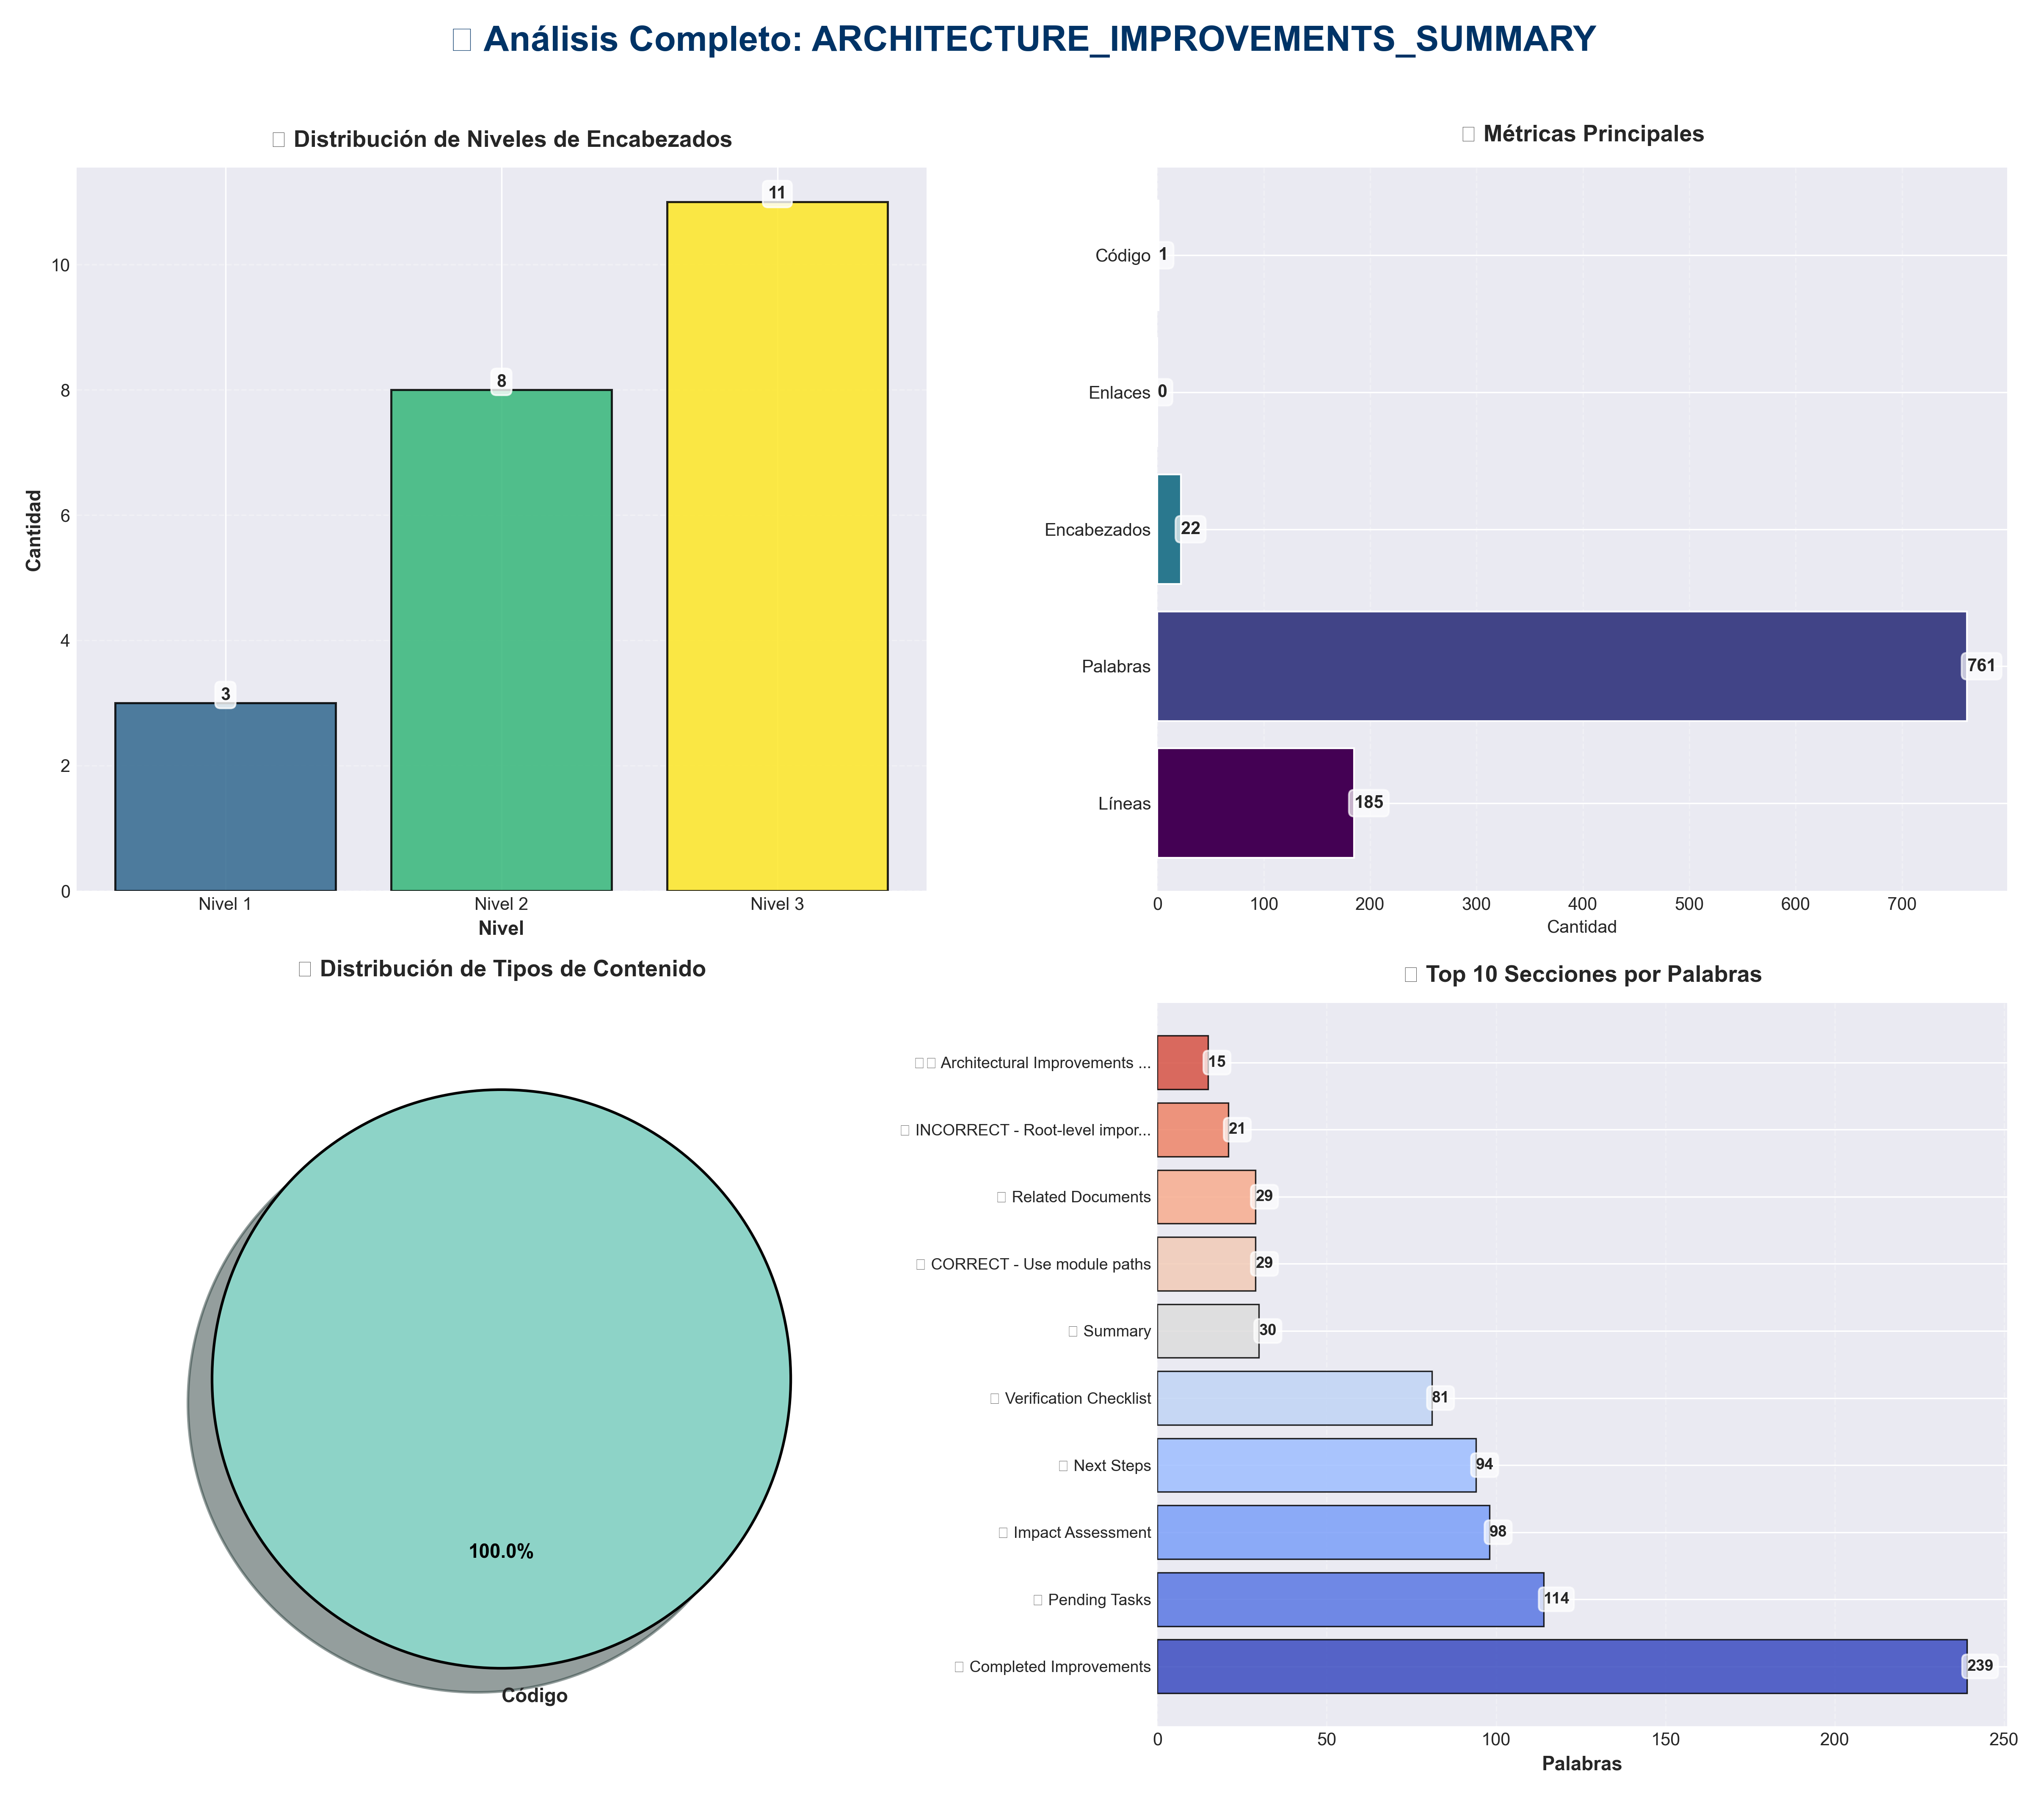 Análisis Completo: ARCHITECTURE_IMPROVEMENTS_SUMMARY
Distribución de Niveles de Encabezados
11
10
8
8
6
4
3
2
0
Cantidad
Nivel 1
Nivel 2
Nivel 3
Nivel
Métricas Principales
Código
1
Enlaces
0
Encabezados
22
Palabras
761
Líneas
185
0
100
200
300
400
500
600
700
Cantidad
Distribución de Tipos de Contenido
100.0%
Código
Top 10 Secciones por Palabras
Architectural Improvements ...
15
INCORRECT - Root-level impor...
21
Related Documents
29
CORRECT - Use module paths
29
Summary
30
Verification Checklist
81
Next Steps
94
Impact Assessment
98
Pending Tasks
114
Completed Improvements
239
0
50
100
150
200
250
Palabras